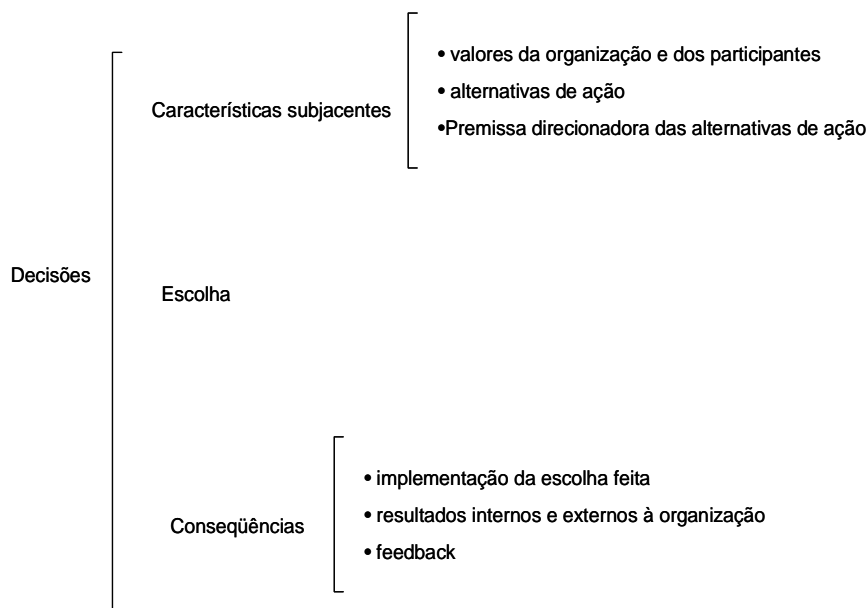 • valores da organização e dos participantes
Características subjacentes
• alternativas de ação
•Premissa direcionadora das alternativas de ação
Decisões
Escolha
• implementação da escolha feita
Conseqüências
• resultados internos e externos à organização
• feedback